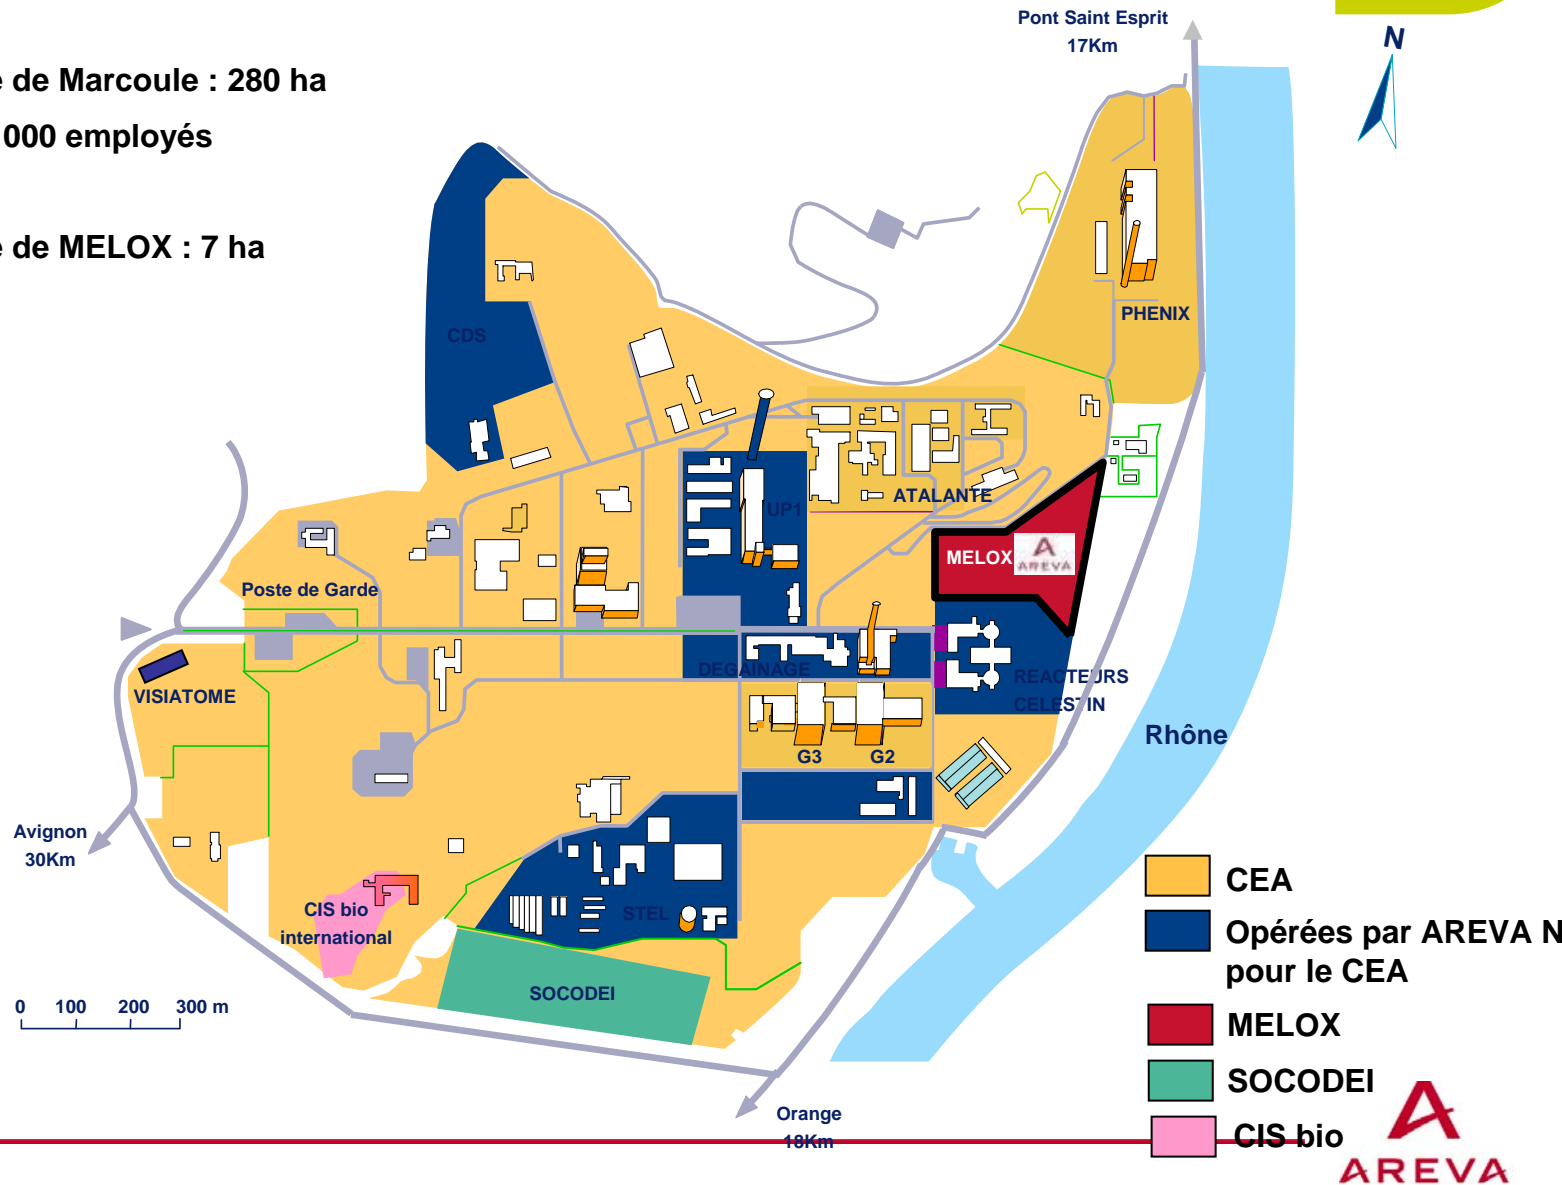 Pont Saint Esprit
17Km
N
e de Marcoule : 280 ha
000 employés
e de MELOX : 7 ha
CDS
PHENIX
ATALANTE
UP1
MELOX
AREVA
Poste de Garde
DEGAINAGE
REACTEURS
CELESTIN
VISIATOME
G3
G2
Rhône
Avignon
30Km
CIS bio
international
STEL
SOCODEI
0 100 200 300 m
Orange
18Km
CEA
Opérées par AREVA N
pour le CEA
MELOX
SOCODEI
CIS bio
AREVA